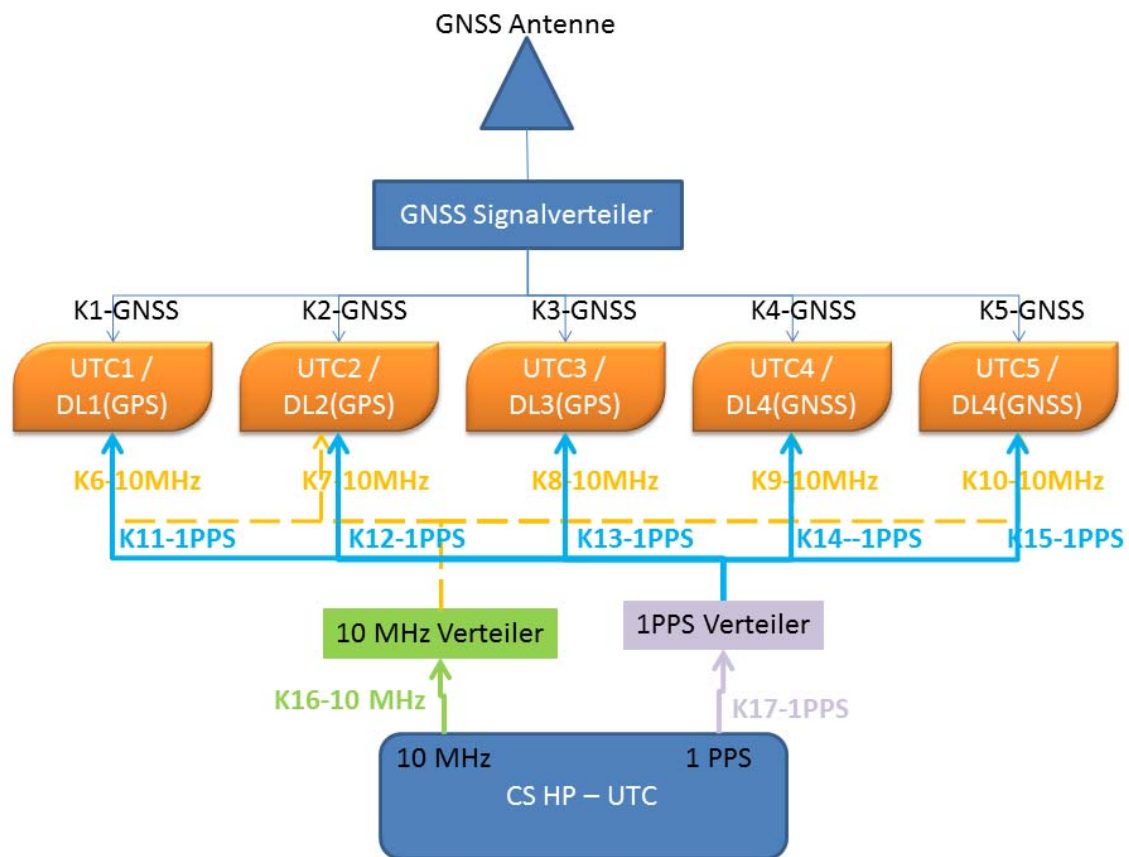 GNSS Antenne
GNSS Signalverteiler
K1-GNSS K2-GNSS K3-GNSS K4-GNSS K5-GNSS
UTC1 / UTC2 / UTC3 / UTC4 / UTC5 /
DL1(GPS) DL2(GPS) DL3(GPS) DL4(GNSS) DL4(GNSS)
K6-10MHz K7-10MHz K8-10MHz K9-10MHz K10-10MHz
K11-1PPS K12-1PPS K13-1PPS K14--1PPS K15-1PPS
10 MHz Verteiler 1PPS Verteiler
K16-10 MHz K17-1PPS
10 MHz 1 PPS
CS HP – UTC